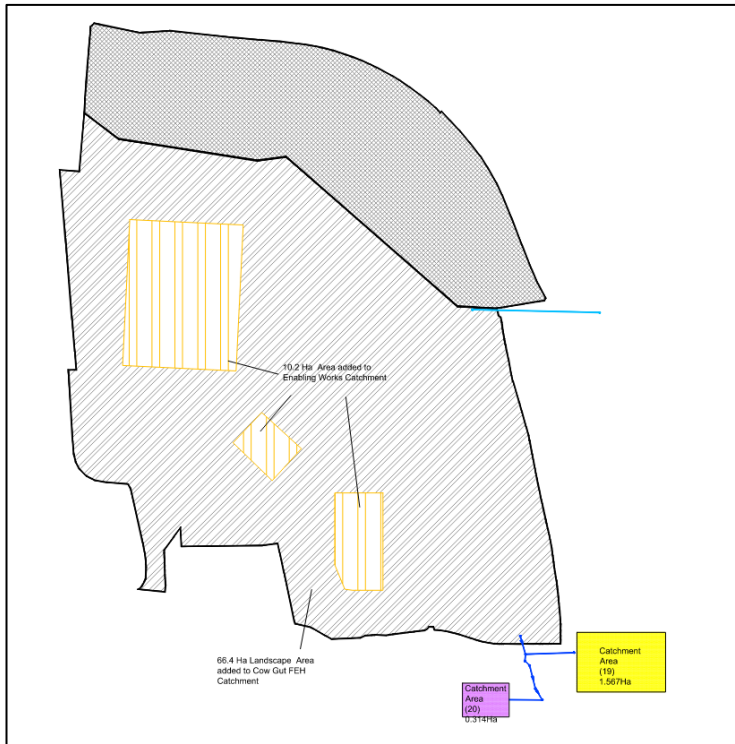 10.2 Ha Area added to
Enabling Works Catchment
66.4 Ha Landscape Area
added to Cow Gut FEH
Catchment
Catchment
Area
(19)
1.567Ha
Catchment
Area
(20)
0.314Ha